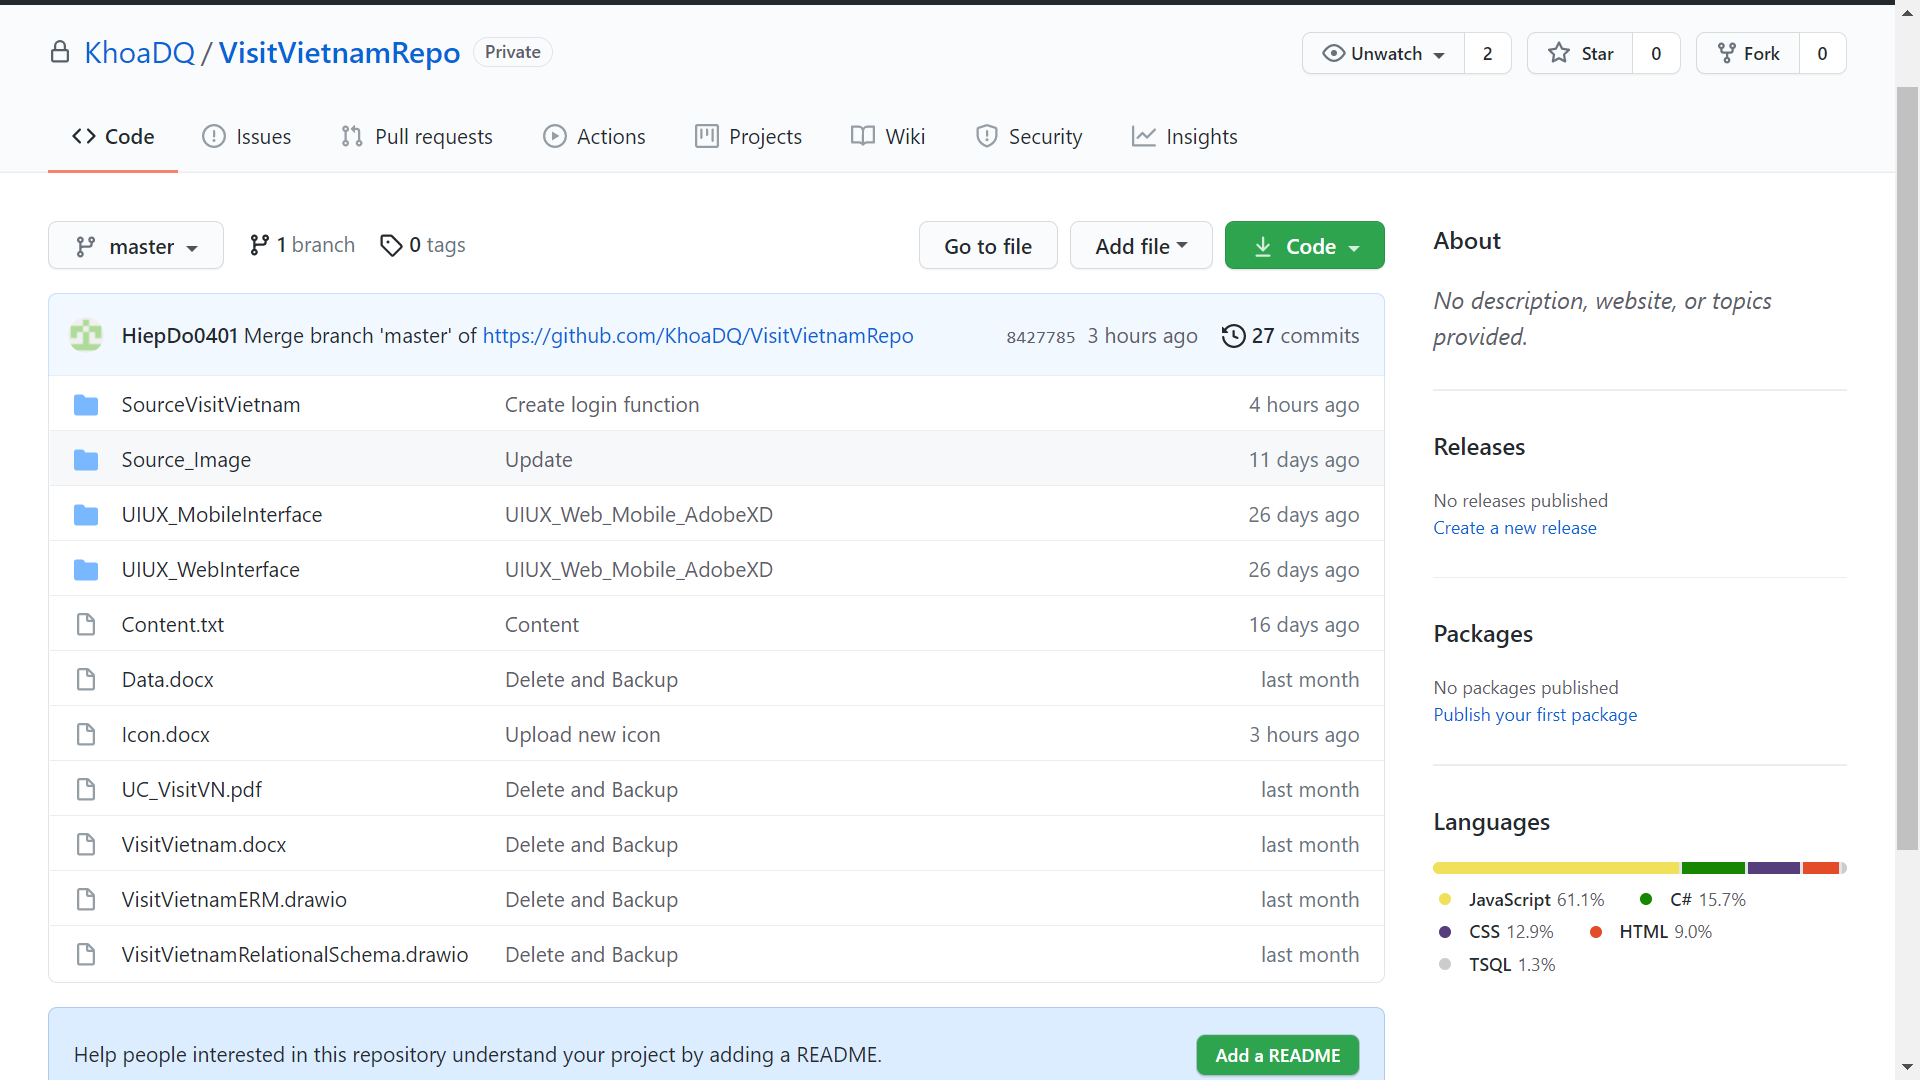 KhoaDQ / VisitVietnamRepo Private
Unwatch 2 Star 0 Fork 0
Code Issues Pull requests Actions Projects Wiki Security Insights
master 1 branch 0 tags Go to file Add file Code
HiepDo0401 Merge branch 'master' of https://github.com/KhoaDQ/VisitVietnamRepo 8427785 3 hours ago 27 commits
SourceVisitVietnam Create login function 4 hours ago
Source_Image Update 11 days ago
UIUX_MobileInterface UIUX_Web_Mobile_AdobeXD 26 days ago
UIUX_WebInterface UIUX_Web_Mobile_AdobeXD 26 days ago
Content.txt Content 16 days ago
Data.docx Delete and Backup last month
Icon.docx Upload new icon 3 hours ago
UC_VisitVN.pdf Delete and Backup last month
VisitVietnam.docx Delete and Backup last month
VisitVietnamERM.drawio Delete and Backup last month
VisitVietnamRelationalSchema.drawio Delete and Backup last month
Help people interested in this repository understand your project by adding a README. Add a README
About
No description, website, or topics
provided.
Releases
No releases published
Create a new release
Packages
No packages published
Publish your first package
Languages
JavaScript 61.1% C# 15.7%
CSS 12.9% HTML 9.0%
TSQL 1.3%